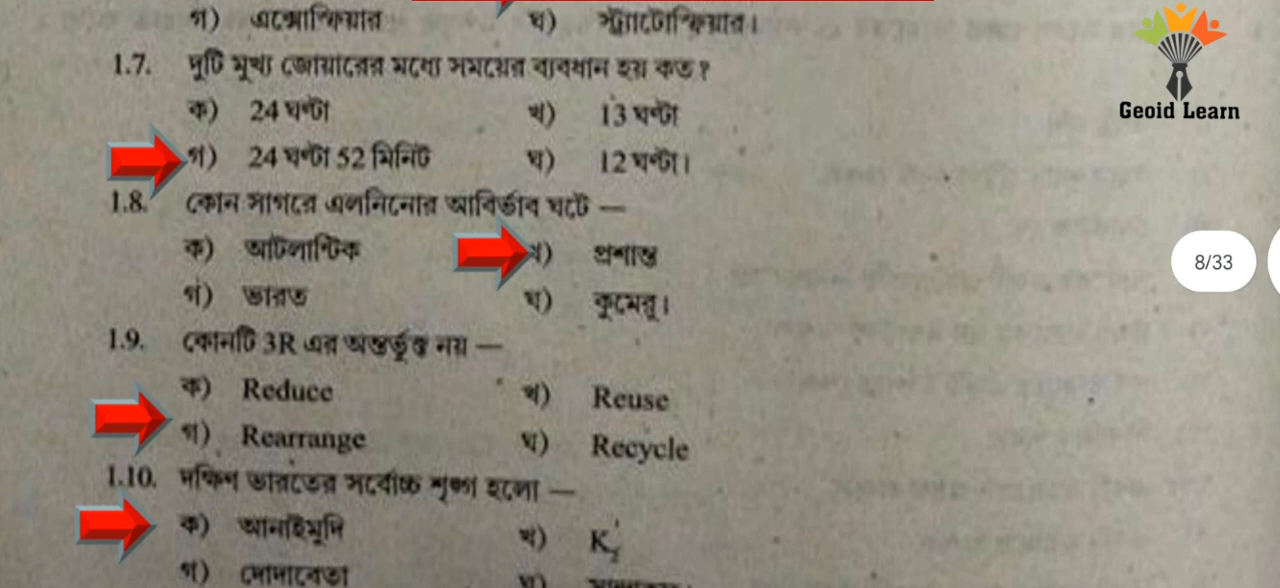 গ) এক্সোস্ফিয়ার ঘ) স্ট্র্যাটোস্ফিয়ার।
Geoid Learn
1.7. দুটি মুখ্য জোয়ারের মধ্যে সময়ের ব্যবধান হয় কত?
ক) 24 ঘণ্টা খ) 13 ঘণ্টা
গ) 24 ঘণ্টা 52 মিনিট ঘ) 12 ঘণ্টা।
1.8. কোন সাগরে এলনিনোর আবির্ভাব ঘটে —
ক) আটলান্টিক খ) প্রশান্ত
গ) ভারত ঘ) কুমেরু।
8/33
1.9. কোনটি 3R এর অন্তর্ভুক্ত নয় —
ক) Reduce খ) Reuse
গ) Rearrange ঘ) Recycle
1.10. দক্ষিণ ভারতের সর্বোচ্চ শৃঙ্গ হলো —
ক) আনাইমুদি খ) K
গ) দোদাবেতা ঘ)